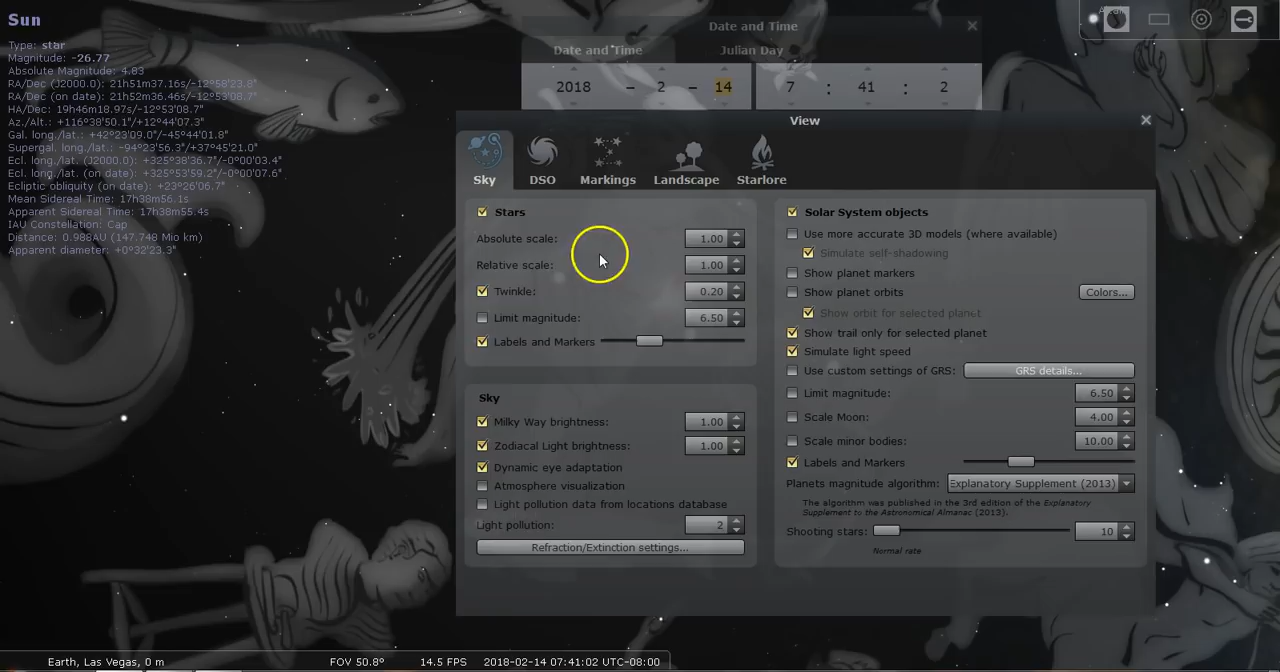 Sun
Type: star
Magnitude: -26.77
Absolute Magnitude: 4.83
RA/Dec (J2000.0): 21h51m37.16s/-12°58'23.8"
RA/Dec (on date): 21h52m36.46s/-12°53'08.7"
HA/Dec: 19h46m18.97s/-12°53'08.7"
Az./Alt.: +116°38'50.1"/+12°44'07.3"
Gal. long./lat.: +42°23'09.0"/-45°44'01.8"
Supergal. long./lat.: -94°23'56.3"/+37°45'21.0"
Ecl. long./lat. (J2000.0): +325°38'36.7"/-0°00'03.4"
Ecl. long./lat. (on date): +325°53'59.2"/-0°00'07.6"
Ecliptic obliquity (on date): +23°26'06.7"
Mean Sidereal Time: 17h38m56.1s
Apparent Sidereal Time: 17h38m55.4s
IAU Constellation: Cap
Distance: 0.988AU (147.748 Mio km)
Apparent diameter: +0°32'23.3"
Date and Time
Date and Time Julian Day
2018 - 2 - 14 7 : 41 : 2
View
Sky DSO Markings Landscape Starlore
Stars
Absolute scale: 1.00
Relative scale: 1.00
Twinkle: 0.20
Limit magnitude: 6.50
Labels and Markers
Sky
Milky Way brightness: 1.00
Zodiacal Light brightness: 1.00
Dynamic eye adaptation
Atmosphere visualization
Light pollution data from locations database
Light pollution: 2
Refraction/Extinction settings...
Solar System objects
Use more accurate 3D models (where available)
Simulate self-shadowing
Show planet markers
Show planet orbits Colors...
Show orbit for selected planet
Show trail only for selected planet
Simulate light speed
Use custom settings of GRS: GRS details...
Limit magnitude: 6.50
Scale Moon: 4.00
Scale minor bodies: 10.00
Labels and Markers
Planets magnitude algorithm: Explanatory Supplement (2013)
The algorithm was published in the 3rd edition of the Explanatory
Supplement to the Astronomical Almanac (2013).
Shooting stars: 10
Normal rate
Earth, Las Vegas, 0 m FOV 50.8° 14.5 FPS 2018-02-14 07:41:02 UTC-08:00